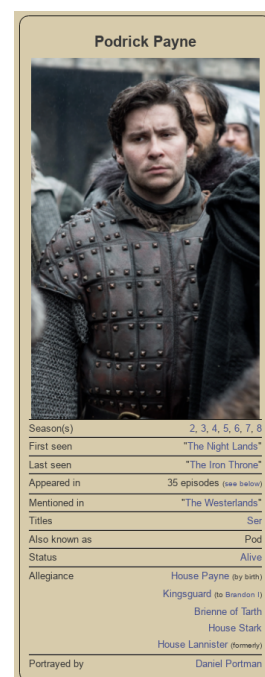 Podrick Payne
Season(s) 2, 3, 4, 5, 6, 7, 8
First seen "The Night Lands"
Last seen "The Iron Throne"
Appeared in 35 episodes (see below)
Mentioned in "The Westerlands"
Titles Ser
Also known as Pod
Status Alive
Allegiance House Payne (by birth)
Kingsguard (to Brandon I)
Brienne of Tarth
House Stark
House Lannister (formerly)
Portrayed by Daniel Portman